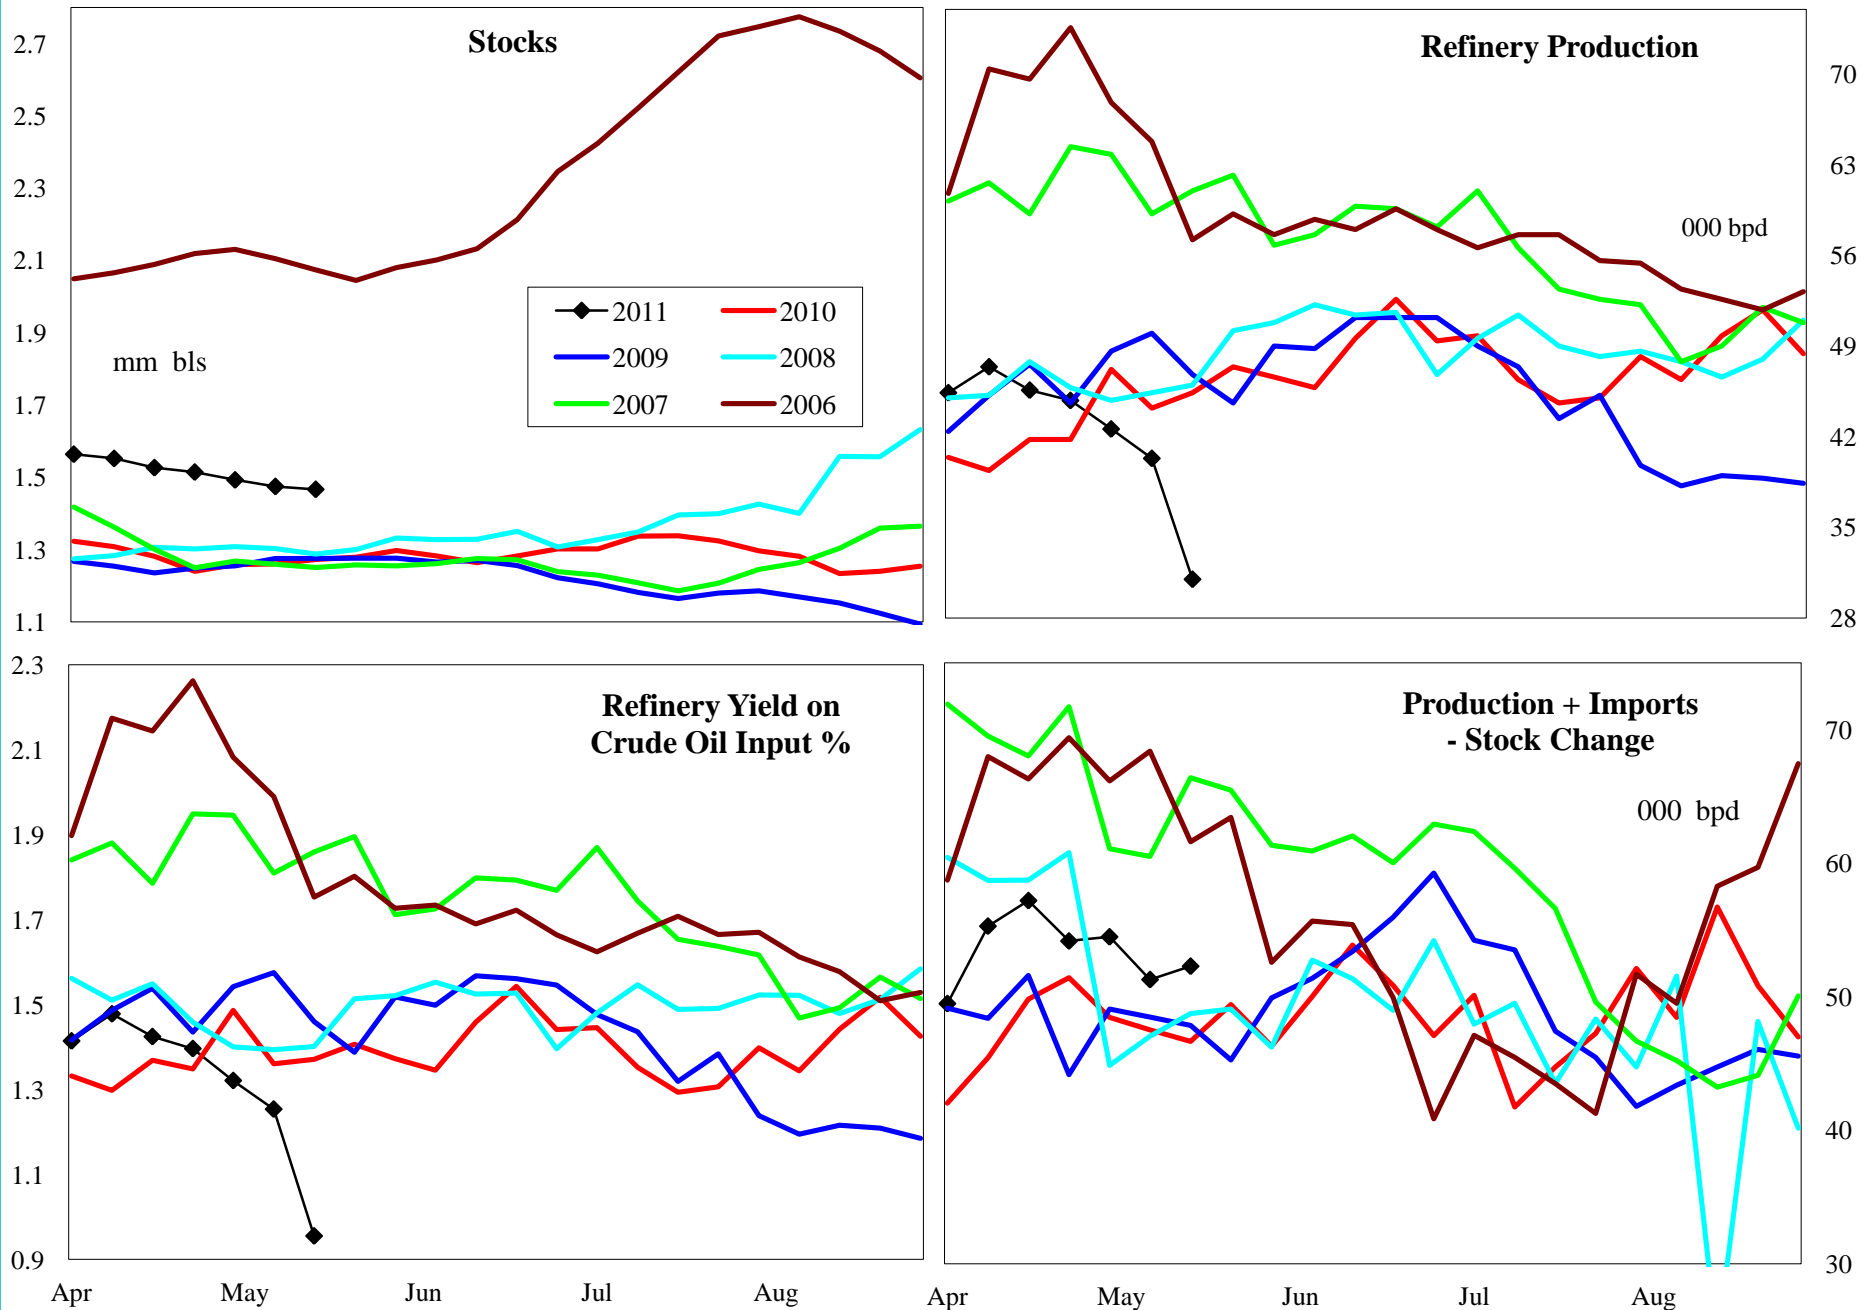 Stocks
2.7
2.5
2.3
2.1
1.9
1.7
1.5
1.3
1.1
mm bls
2011
2010
2009
2008
2007
2006
Refinery Production
000 bpd
70
63
56
49
42
35
28
Refinery Yield on
Crude Oil Input %
2.3
2.1
1.9
1.7
1.5
1.3
1.1
0.9
Apr
May
Jun
Jul
Aug
Production + Imports
- Stock Change
000 bpd
70
60
50
40
30
Apr
May
Jun
Jul
Aug